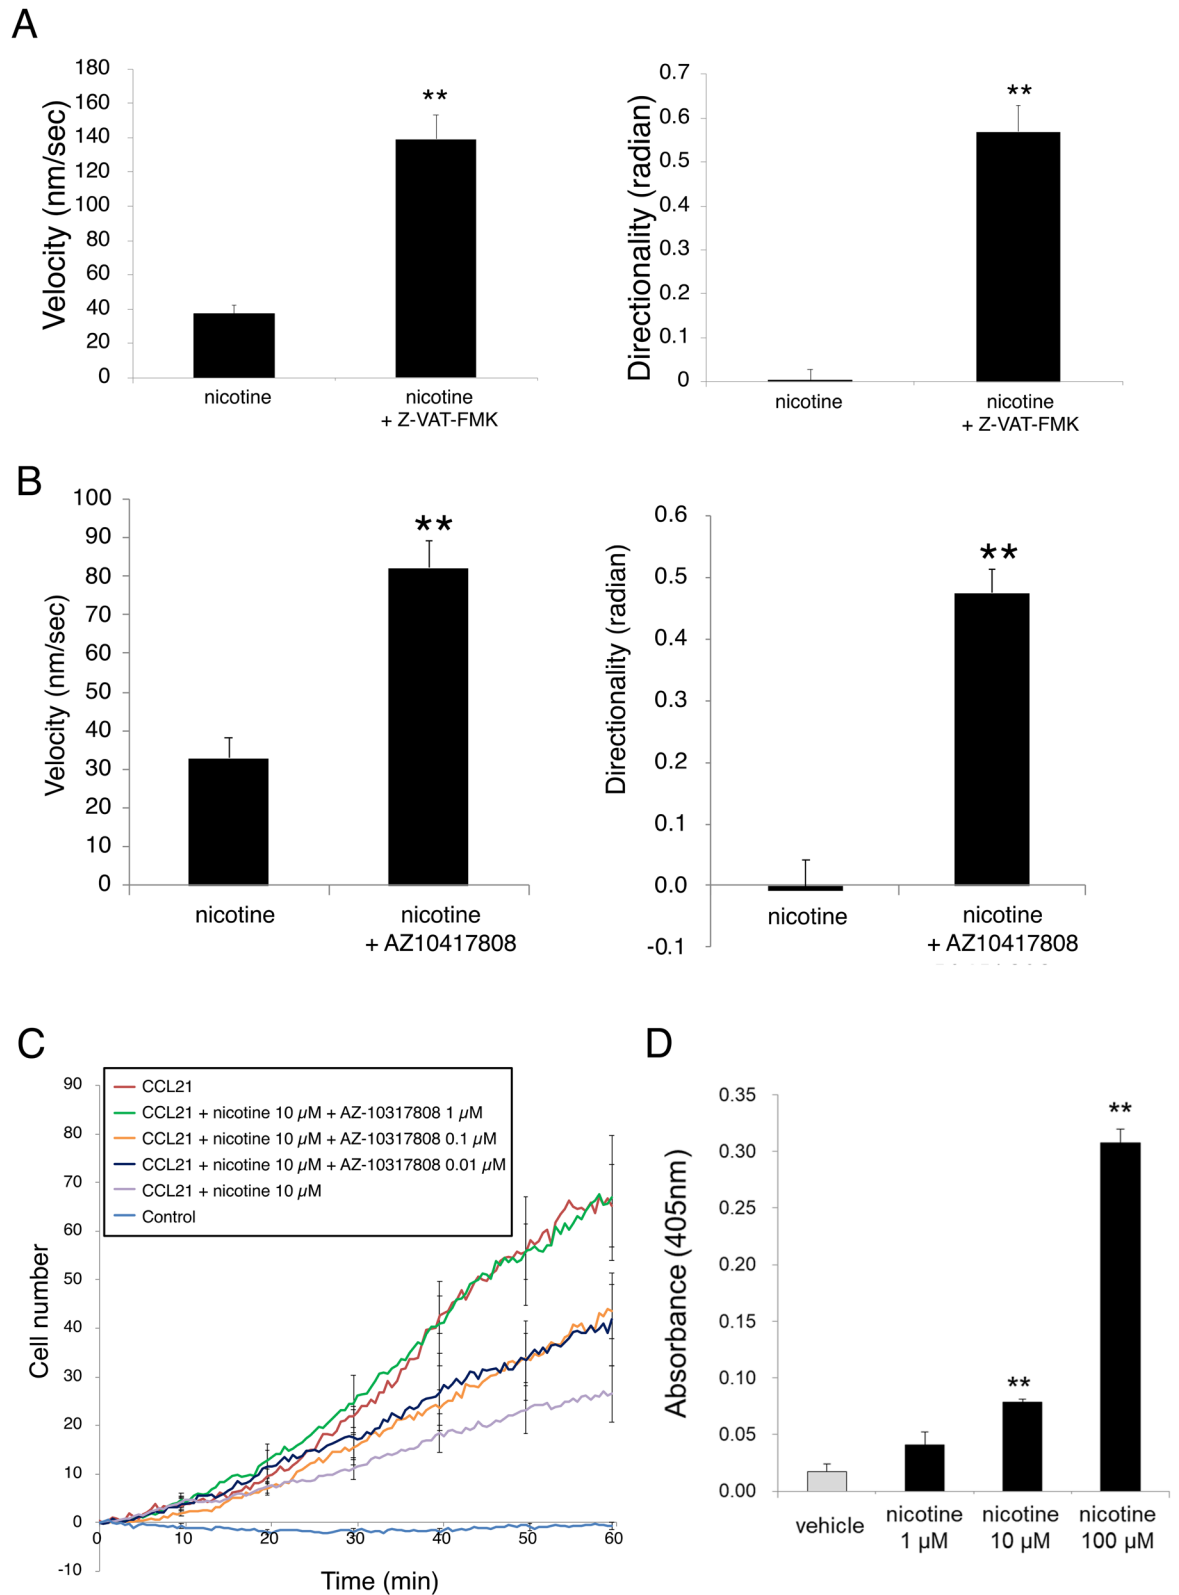 A
180
160
140
120
100
80
60
40
20
0
Velocity (nm/sec)
**
nicotine
nicotine
+ Z-VAT-FMK
0.7
0.6
0.5
0.4
0.3
0.2
0.1
0
Directionality (radian)
**
nicotine
nicotine
+ Z-VAT-FMK
B
100
90
80
70
60
50
40
30
20
10
0
Velocity (nm/sec)
**
nicotine
nicotine
+ AZ10417808
0.6
0.5
0.4
0.3
0.2
0.1
0.0
-0.1
Directionality (radian)
**
nicotine
nicotine
+ AZ10417808
C
90
80
70
60
50
40
30
20
10
0
-10
Cell number
CCL21
CCL21 + nicotine 10 µM + AZ-10317808 1 µM
CCL21 + nicotine 10 µM + AZ-10317808 0.1 µM
CCL21 + nicotine 10 µM + AZ-10317808 0.01 µM
CCL21 + nicotine 10 µM
Control
0 10 20 30 40 50 60
Time (min)
D
0.35
0.30
0.25
0.20
0.15
0.10
0.05
0.00
Absorbance (405nm)
**
**
vehicle
nicotine
1 µM
nicotine
10 µM
nicotine
100 µM